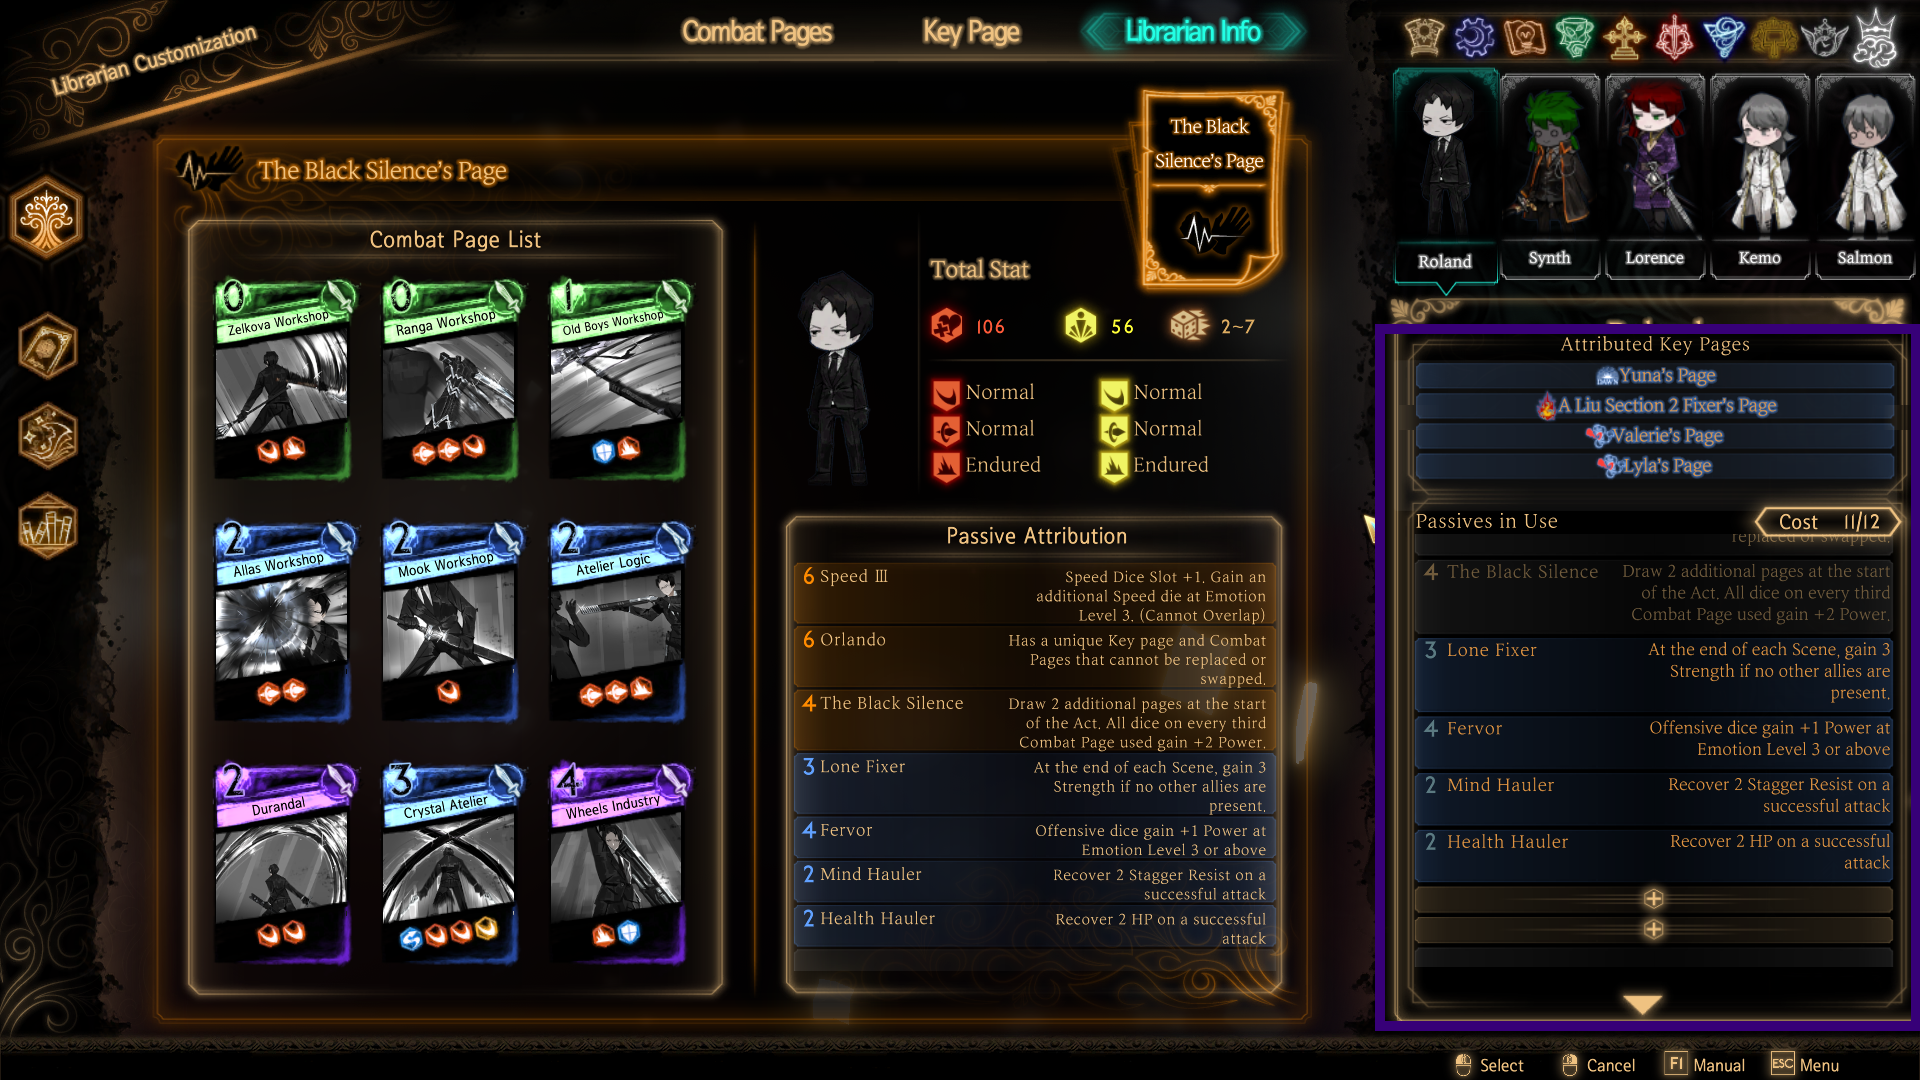 Librarian Customization
Combat Pages
Key Page
Librarian Info
The Black Silence's Page
The Black
Silence's Page
Combat Page List
0
Zelkova Workshop
0
Ranga Workshop
1
Old Boys Workshop
2
Allas Workshop
2
Mook Workshop
2
Atelier Logic
2
Durandal
3
Crystal Atelier
4
Wheels Industry
Total Stat
106
56
2~7
Normal
Normal
Normal
Normal
Endured
Endured
Passive Attribution
6 Speed III
Speed Dice Slot +1. Gain an
additional Speed die at Emotion
Level 3. (Cannot Overlap)
6 Orlando
Has a unique Key page and Combat
Pages that cannot be replaced or
swapped.
4 The Black Silence
Draw 2 additional pages at the start
of the Act. All dice on every third
Combat Page used gain +2 Power.
3 Lone Fixer
At the end of each Scene, gain 3
Strength if no other allies are
present.
4 Fervor
Offensive dice gain +1 Power at
Emotion Level 3 or above
2 Mind Hauler
Recover 2 Stagger Resist on a
successful attack
2 Health Hauler
Recover 2 HP on a successful
attack
Roland
Synth
Lorence
Kemo
Salmon
Attributed Key Pages
Yuna's Page
A Liu Section 2 Fixer's Page
Valerie's Page
Lyla's Page
Passives in Use
Cost 11/12
replaced or swapped.
4 The Black Silence
Draw 2 additional pages at the start
of the Act. All dice on every third
Combat Page used gain +2 Power.
3 Lone Fixer
At the end of each Scene, gain 3
Strength if no other allies are
present.
4 Fervor
Offensive dice gain +1 Power at
Emotion Level 3 or above
2 Mind Hauler
Recover 2 Stagger Resist on a
successful attack
2 Health Hauler
Recover 2 HP on a successful
attack
Select
Cancel
F1 Manual
ESC Menu